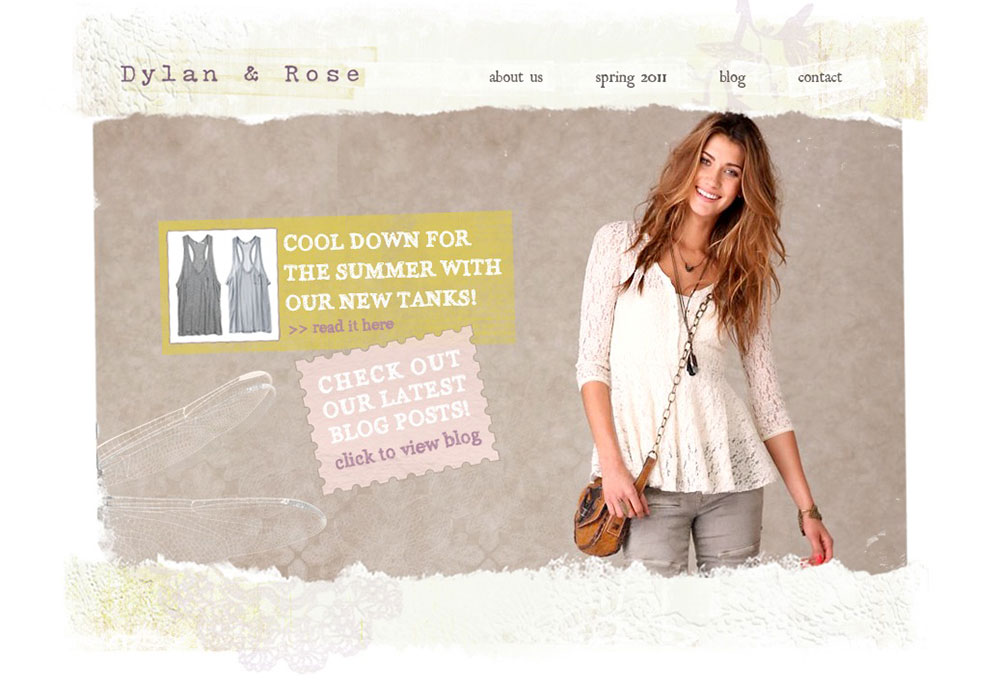 Dylan & Rose
about us
spring 2011
blog
contact
COOL DOWN FOR
THE SUMMER WITH
OUR NEW TANKS!
>> read it here
CHECK OUT
OUR LATEST
BLOG POSTS!
click to view blog